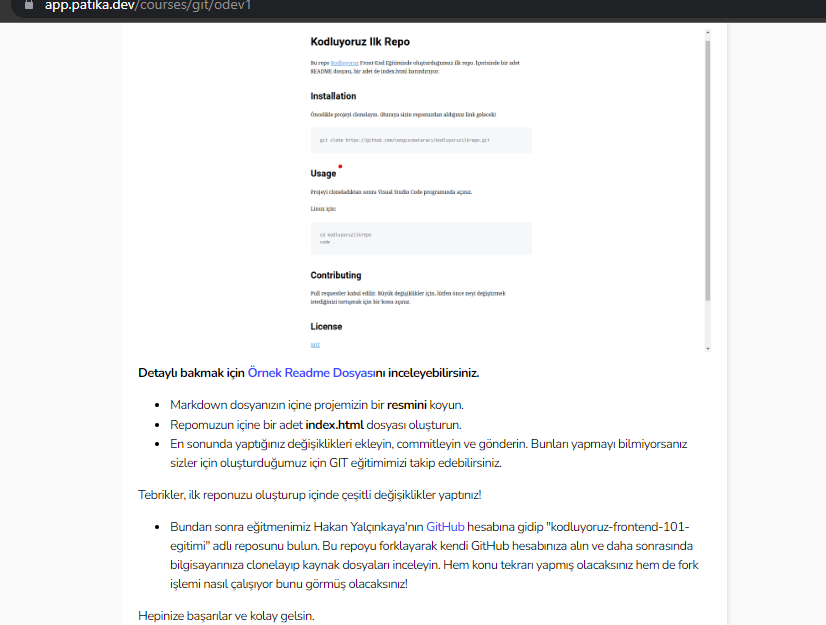 app.patika.dev/courses/git/odev1
Kodluyoruz Ilk Repo
Bu repo Kodluyoruz Front-End Eğitiminde oluşturduğumuz ilk repo. İçerisinde bir adet
README dosyası, bir adet de index.html barındırıyor.
Installation
Öncelikle projeyi clonelayın. (Buraya sizin reponuzdan aldığınız link gelecek)
git clone https://github.com/cengizcmataraci/kodluyoruzilkrepo.git
Usage
Projeyi cloneladıktan sonra Visual Studio Code programında açınız.
Linux için:
cd kodluyoruzilkrepo
code .
Contributing
Pull requestler kabul edilir. Büyük değişiklikler için, lütfen önce neyi değiştirmek
istediğinizi tartışmak için bir konu açınız.
License
MIT
Detaylı bakmak için Örnek Readme Dosyasını inceleyebilirsiniz.
• Markdown dosyanızın içine projemizin bir resmini koyun.
• Repomuzun içine bir adet index.html dosyası oluşturun.
• En sonunda yaptığınız değişiklikleri ekleyin, commitleyin ve gönderin. Bunları yapmayı bilmiyorsanız
sizler için oluşturduğumuz için GIT eğitimimizi takip edebilirsiniz.
Tebrikler, ilk reponuzu oluşturup içinde çeşitli değişiklikler yaptınız!
• Bundan sonra eğitmenimiz Hakan Yalçınkaya'nın GitHub hesabına gidip "kodluyoruz-frontend-101-
egitimi" adlı reposunu bulun. Bu repoyu forklayarak kendi GitHub hesabınıza alın ve daha sonrasında
bilgisayarınıza clonelayıp kaynak dosyaları inceleyin. Hem konu tekrarı yapmış olacaksınız hem de fork
işlemi nasıl çalışıyor bunu görmüş olacaksınız!
Hepinize başarılar ve kolay gelsin.